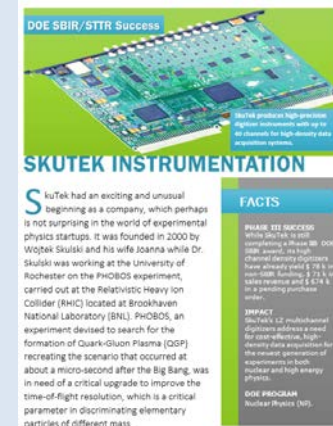 DOE SBIR/STTR Success
SkuTek produces high-precision
digitizer instruments with up to
40 channels for high-density data
acquisition systems.
SKUTEK INSTRUMENTATION
SkuTek had an exciting and unusual
beginning as a company, which perhaps
is not surprising in the world of experimental
physics startups. It was founded in 2000 by
Wojtek Skulski and his wife Joanna while Dr.
Skulski was working at the University of
Rochester on the PHOBOS experiment,
carried out at the Relativistic Heavy Ion
Collider (RHIC) located at Brookhaven
National Laboratory (BNL). PHOBOS, an
experiment devised to search for the
formation of Quark-Gluon Plasma (QGP)
recreating the scenario that occurred at
about a micro-second after the Big Bang, was
in need of a critical upgrade to improve the
time-of-flight resolution, which is a critical
parameter in discriminating elementary
particles of different mass
FACTS
PHASE III SUCCESS
While SkuTek is still
completing a Phase IIB DOE
SBIR award, its high
channel density digitizers
have already yield $ 78 k in
non-SBIR funding, $ 71 k in
sales revenue and $ 674 k
in a pending purchase
order.
IMPACT
SkuTek's LZ multichannel
digitizers address a need
for cost-effective, high-
density data acquisition for
the newest generation of
experiments in both
nuclear and high energy
physics.
DOE PROGRAM
Nuclear Physics (NP).